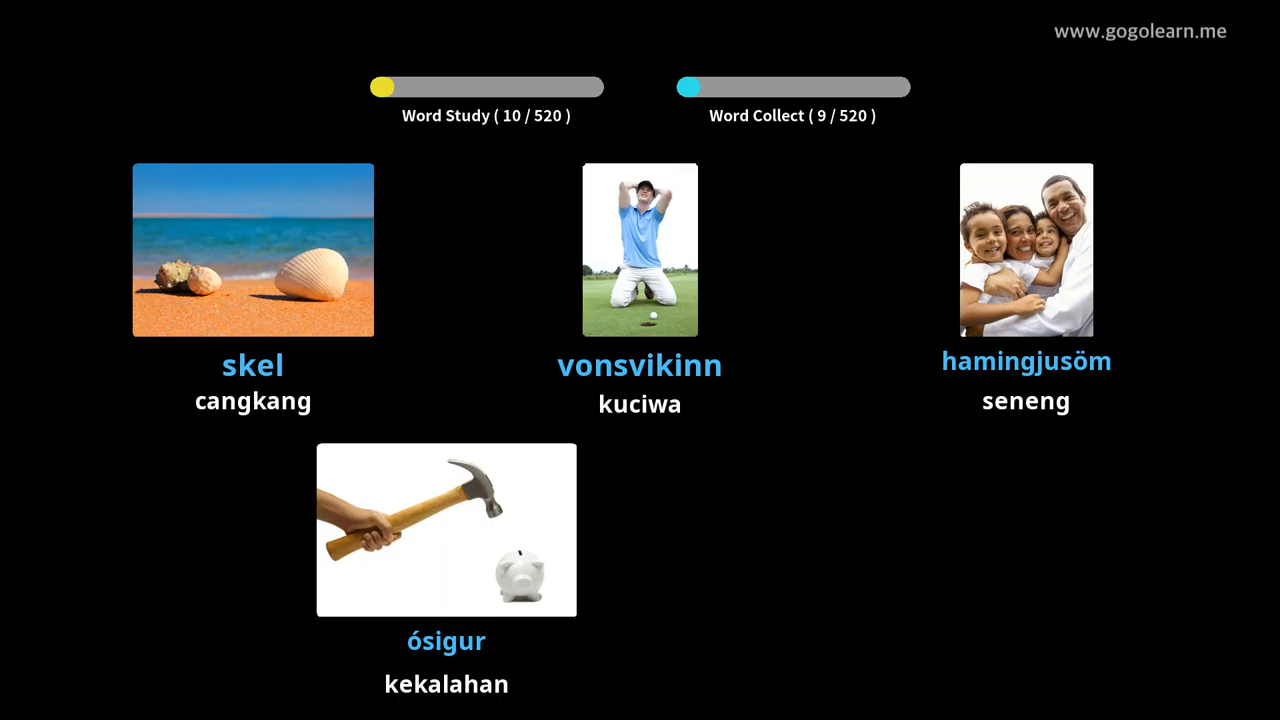 www.gogolearn.me
Word Study ( 10 / 520 )
Word Collect ( 9 / 520 )
skel
cangkang
vonsvikinn
kuciwa
hamingjusöm
seneng
ósigur
kekalahan